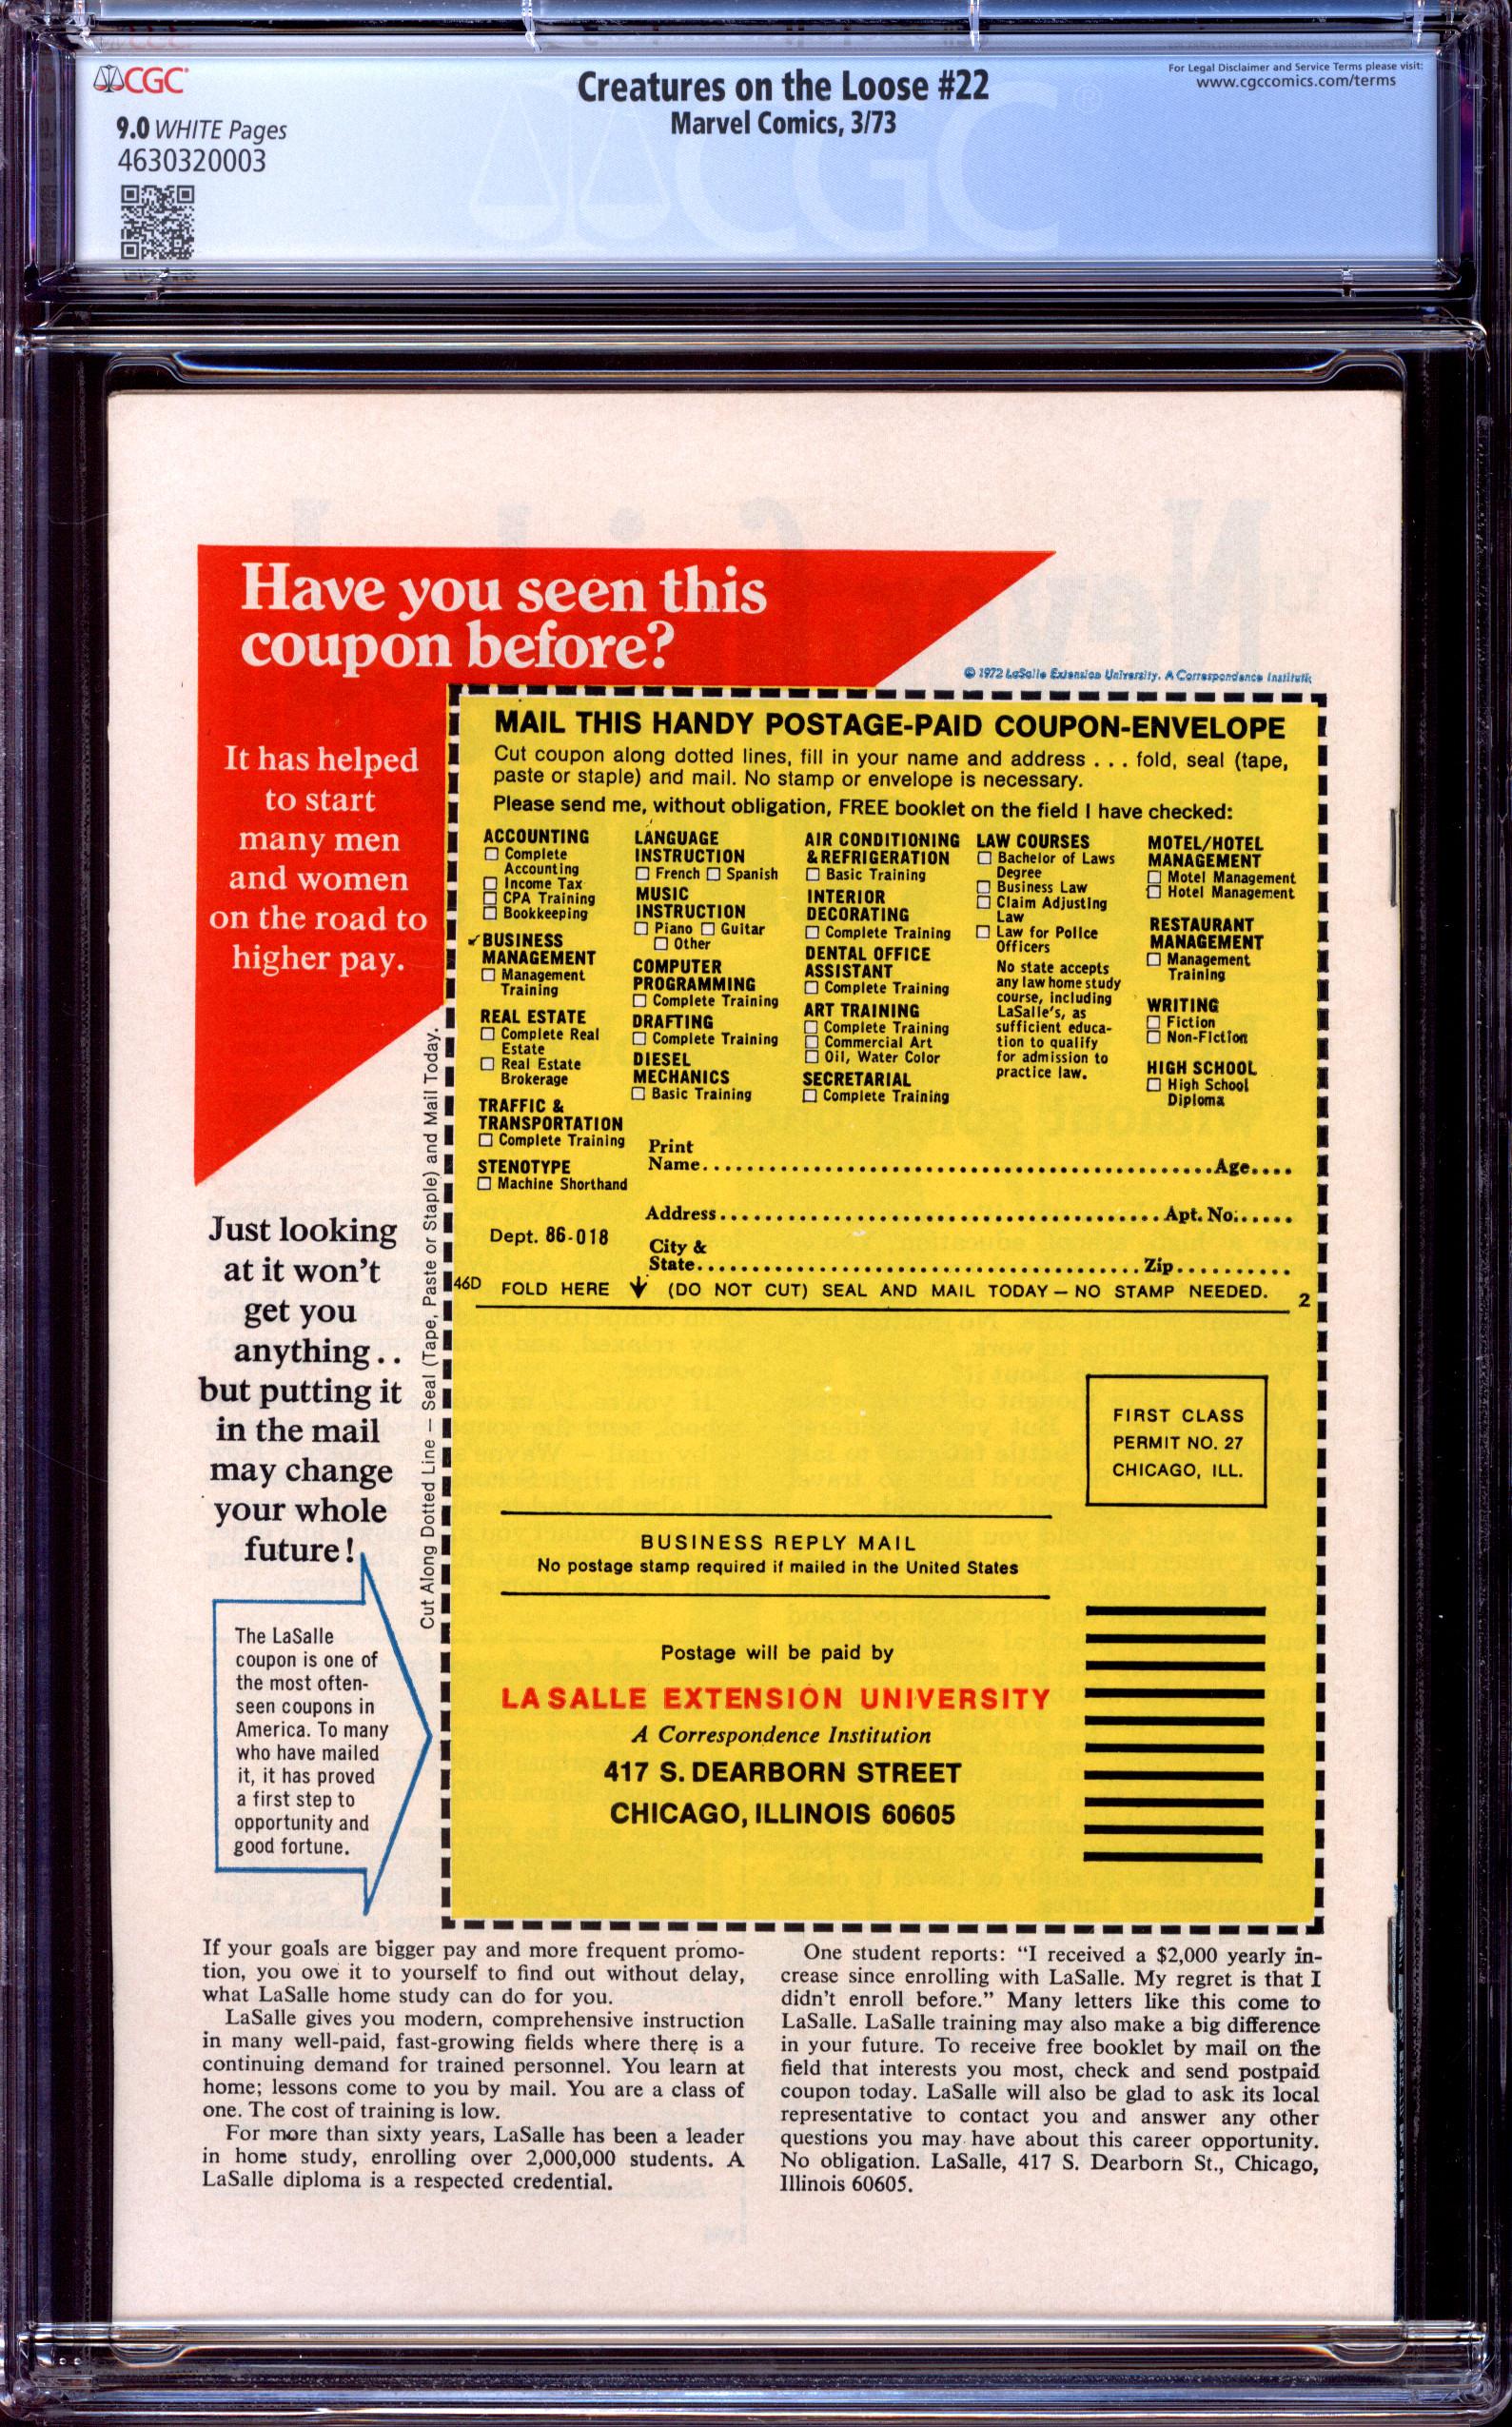 CGC
Creatures on the Loose #22
Marvel Comics, 3/73
For Legal Disclaimer and Service Terms please visit:
www.cgccomics.com/terms
9.0 WHITE Pages
4630320003
CGC
Have you seen this
coupon before?
© 1972 LaSalle Extension University. A Correspondence Institution
It has helped
to start
many men
and women
on the road to
higher pay.
Just looking
at it won't
get you
anything . .
but putting it
in the mail
may change
your whole
future!
The LaSalle
coupon is one of
the most often-
seen coupons in
America. To many
who have mailed
it, it has proved
a first step to
opportunity and
good fortune.
Cut Along Dotted Line — Seal (Tape, Paste or Staple) and Mail Today.
MAIL THIS HANDY POSTAGE-PAID COUPON-ENVELOPE
Cut coupon along dotted lines, fill in your name and address . . . fold, seal (tape,
paste or staple) and mail. No stamp or envelope is necessary.
Please send me, without obligation, FREE booklet on the field I have checked:
ACCOUNTING
Complete
Accounting
Income Tax
CPA Training
Bookkeeping
BUSINESS
MANAGEMENT
Management
Training
REAL ESTATE
Complete Real
Estate
Real Estate
Brokerage
TRAFFIC &
TRANSPORTATION
Complete Training
STENOTYPE
Machine Shorthand
LANGUAGE
INSTRUCTION
French Spanish
MUSIC
INSTRUCTION
Piano Guitar
Other
COMPUTER
PROGRAMMING
Complete Training
DRAFTING
Complete Training
DIESEL
MECHANICS
Basic Training
AIR CONDITIONING
& REFRIGERATION
Basic Training
INTERIOR
DECORATING
Complete Training
DENTAL OFFICE
ASSISTANT
Complete Training
ART TRAINING
Complete Training
Commercial Art
Oil, Water Color
SECRETARIAL
Complete Training
LAW COURSES
Bachelor of Laws
Degree
Business Law
Claim Adjusting
Law
Law for Police
Officers
No state accepts
any law home study
course, including
LaSalle's, as
sufficient educa-
tion to qualify
for admission to
practice law.
MOTEL/HOTEL
MANAGEMENT
Motel Management
Hotel Management
RESTAURANT
MANAGEMENT
Management
Training
WRITING
Fiction
Non-Fiction
HIGH SCHOOL
High School
Diploma
Print
Name..........Age....
Address..........Apt. No......
Dept. 86-018
City &
State..........Zip..........
46D FOLD HERE (DO NOT CUT) SEAL AND MAIL TODAY — NO STAMP NEEDED. 2
FIRST CLASS
PERMIT NO. 27
CHICAGO, ILL.
BUSINESS REPLY MAIL
No postage stamp required if mailed in the United States
Postage will be paid by
LA SALLE EXTENSION UNIVERSITY
A Correspondence Institution
417 S. DEARBORN STREET
CHICAGO, ILLINOIS 60605
If your goals are bigger pay and more frequent promo-
tion, you owe it to yourself to find out without delay,
what LaSalle home study can do for you.
LaSalle gives you modern, comprehensive instruction
in many well-paid, fast-growing fields where there is a
continuing demand for trained personnel. You learn at
home; lessons come to you by mail. You are a class of
one. The cost of training is low.
For more than sixty years, LaSalle has been a leader
in home study, enrolling over 2,000,000 students. A
LaSalle diploma is a respected credential.
One student reports: "I received a $2,000 yearly in-
crease since enrolling with LaSalle. My regret is that I
didn't enroll before." Many letters like this come to
LaSalle. LaSalle training may also make a big difference
in your future. To receive free booklet by mail on the
field that interests you most, check and send postpaid
coupon today. LaSalle will also be glad to ask its local
representative to contact you and answer any other
questions you may have about this career opportunity.
No obligation. LaSalle, 417 S. Dearborn St., Chicago,
Illinois 60605.